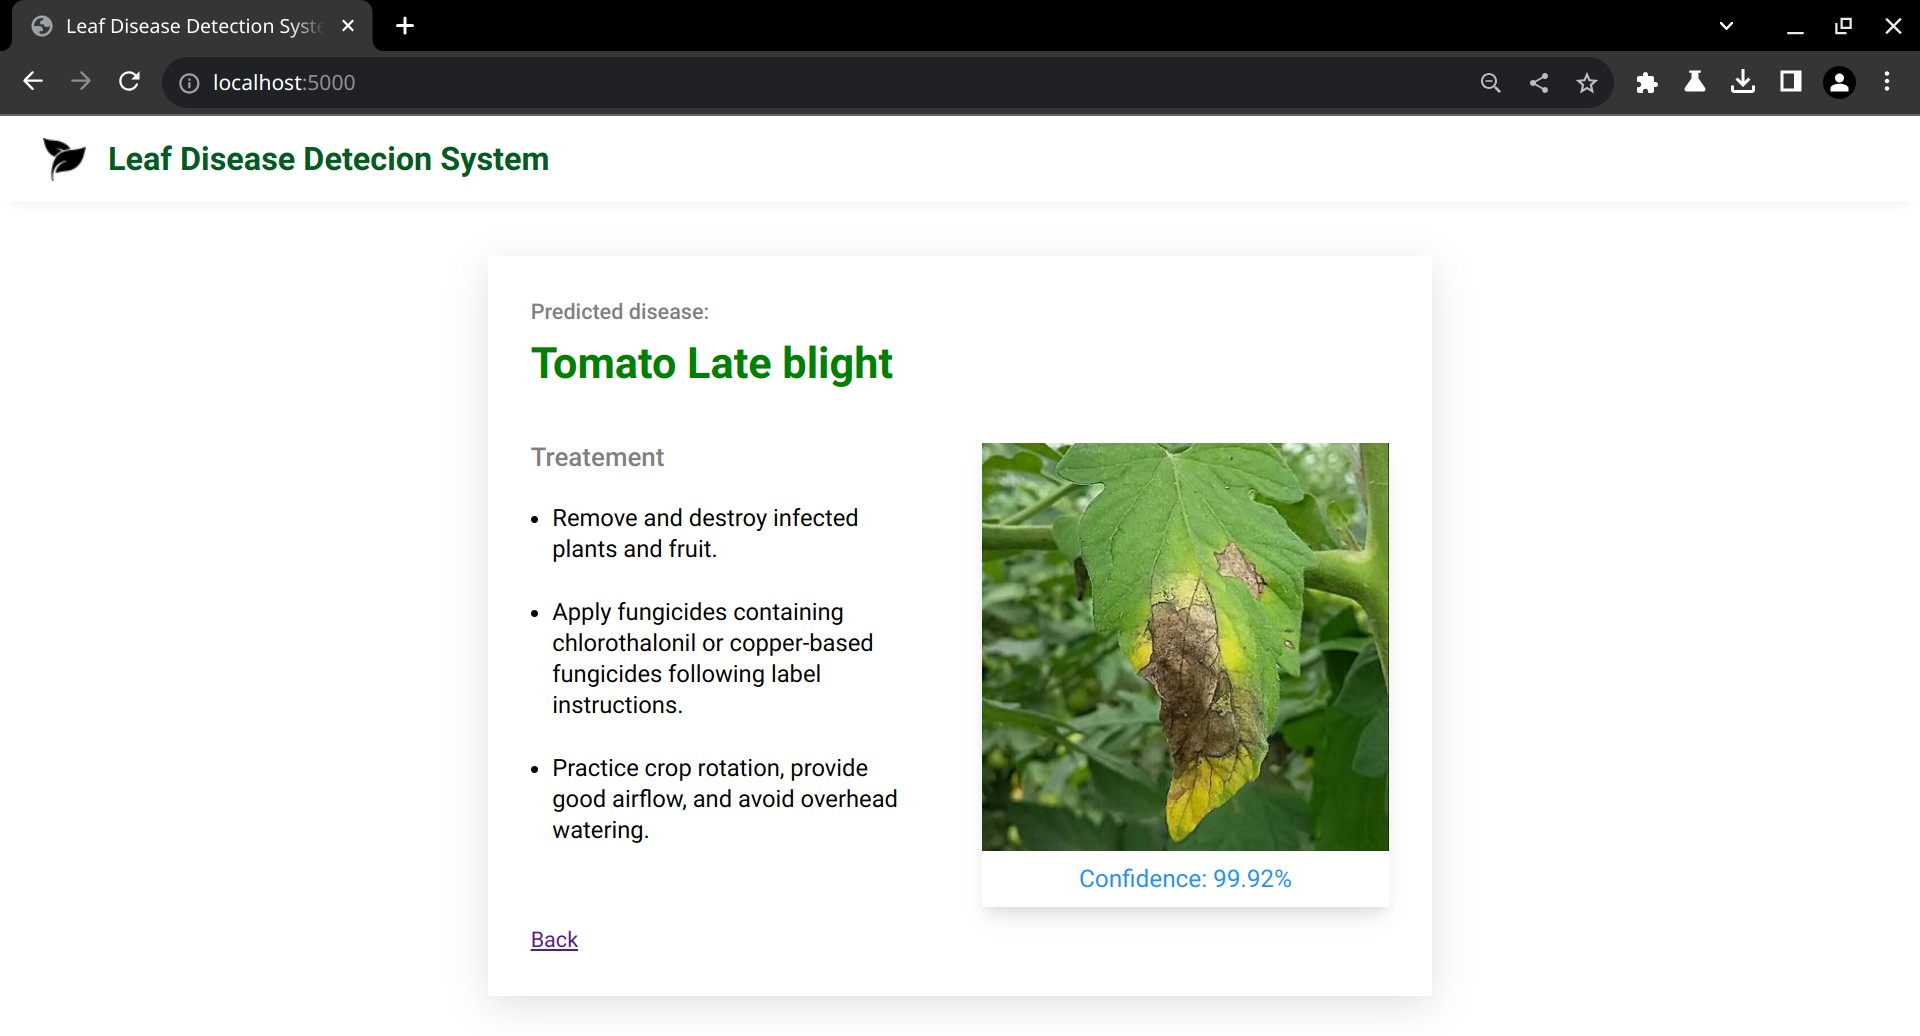 Leaf Disease Detection Syste
localhost:5000
Leaf Disease Detecion System
Predicted disease:
Tomato Late blight
Treatement
• Remove and destroy infected
plants and fruit.
• Apply fungicides containing
chlorothalonil or copper-based
fungicides following label
instructions.
• Practice crop rotation, provide
good airflow, and avoid overhead
watering.
Confidence: 99.92%
Back